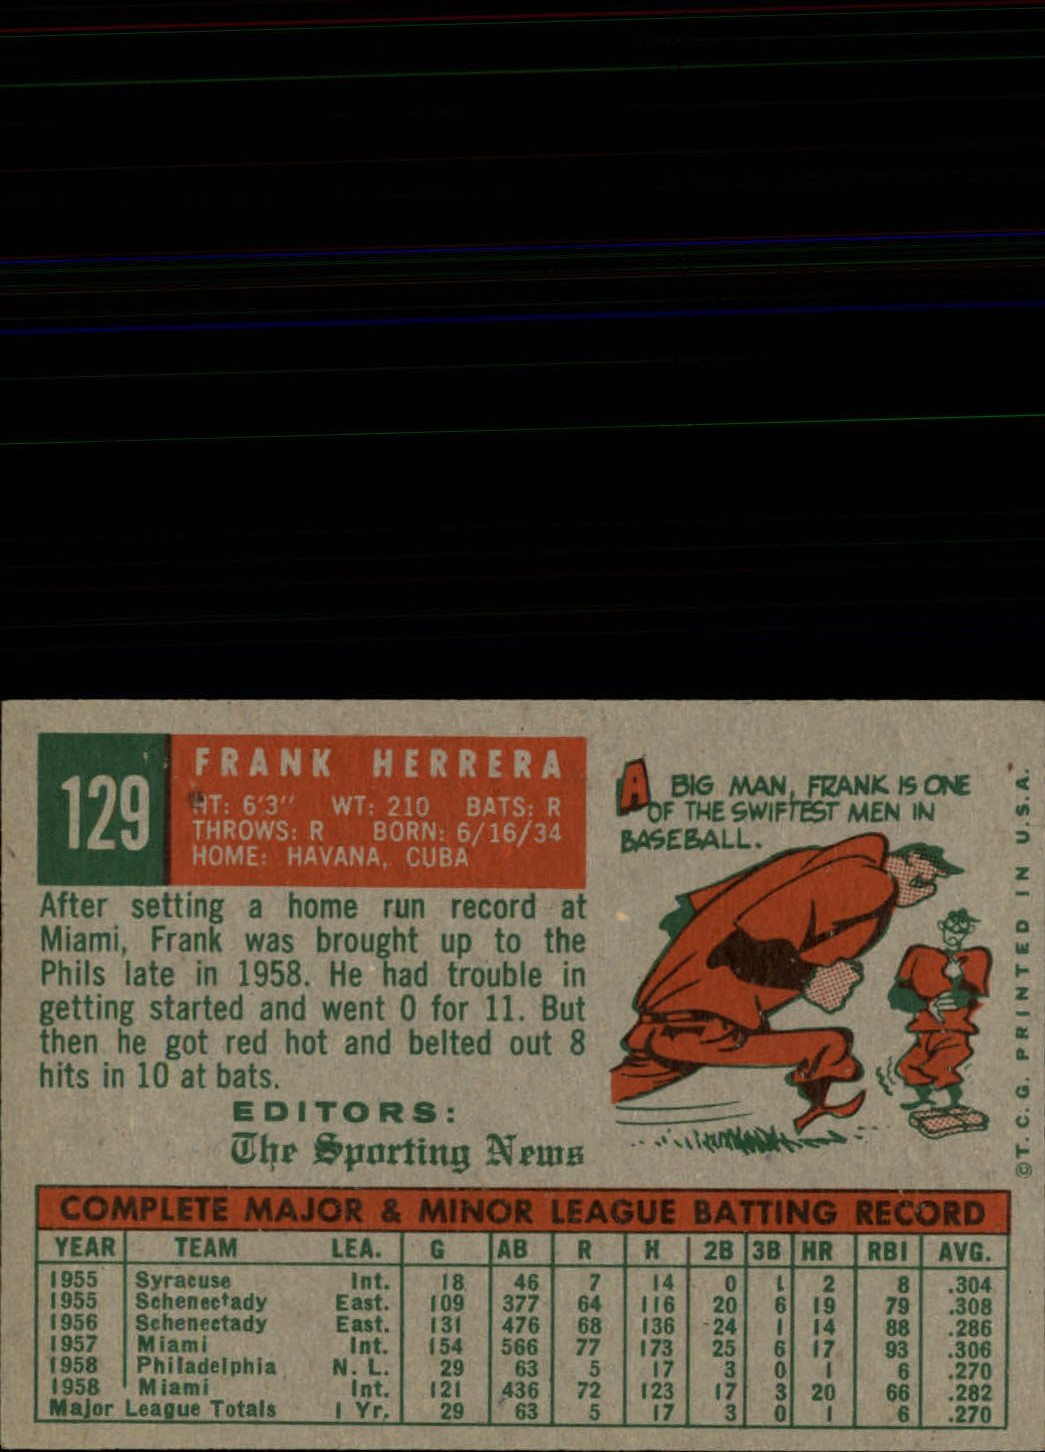 129
FRANK HERRERA
HT: 6'3" WT: 210 BATS: R
THROWS: R BORN: 6/16/34
HOME: HAVANA, CUBA
After setting a home run record at
Miami, Frank was brought up to the
Phils late in 1958. He had trouble in
getting started and went 0 for 11. But
then he got red hot and belted out 8
hits in 10 at bats.
EDITORS:
The Sporting News
A BIG MAN, FRANK IS ONE
OF THE SWIFTEST MEN IN
BASEBALL.
©T.C.G. PRINTED IN U.S.A.
COMPLETE MAJOR & MINOR LEAGUE BATTING RECORD
YEAR TEAM LEA. G AB R H 2B 3B HR RBI AVG.
1955 Syracuse Int. 18 46 7 14 0 1 2 8 .304
1955 Schenectady East. 109 377 64 116 20 6 19 79 .308
1956 Schenectady East. 131 476 68 136 24 1 14 88 .286
1957 Miami Int. 154 566 77 173 25 6 17 93 .306
1958 Philadelphia N. L. 29 63 5 17 3 0 1 6 .270
1958 Miami Int. 121 436 72 123 17 3 20 66 .282
Major League Totals 1 Yr. 29 63 5 17 3 0 1 6 .270